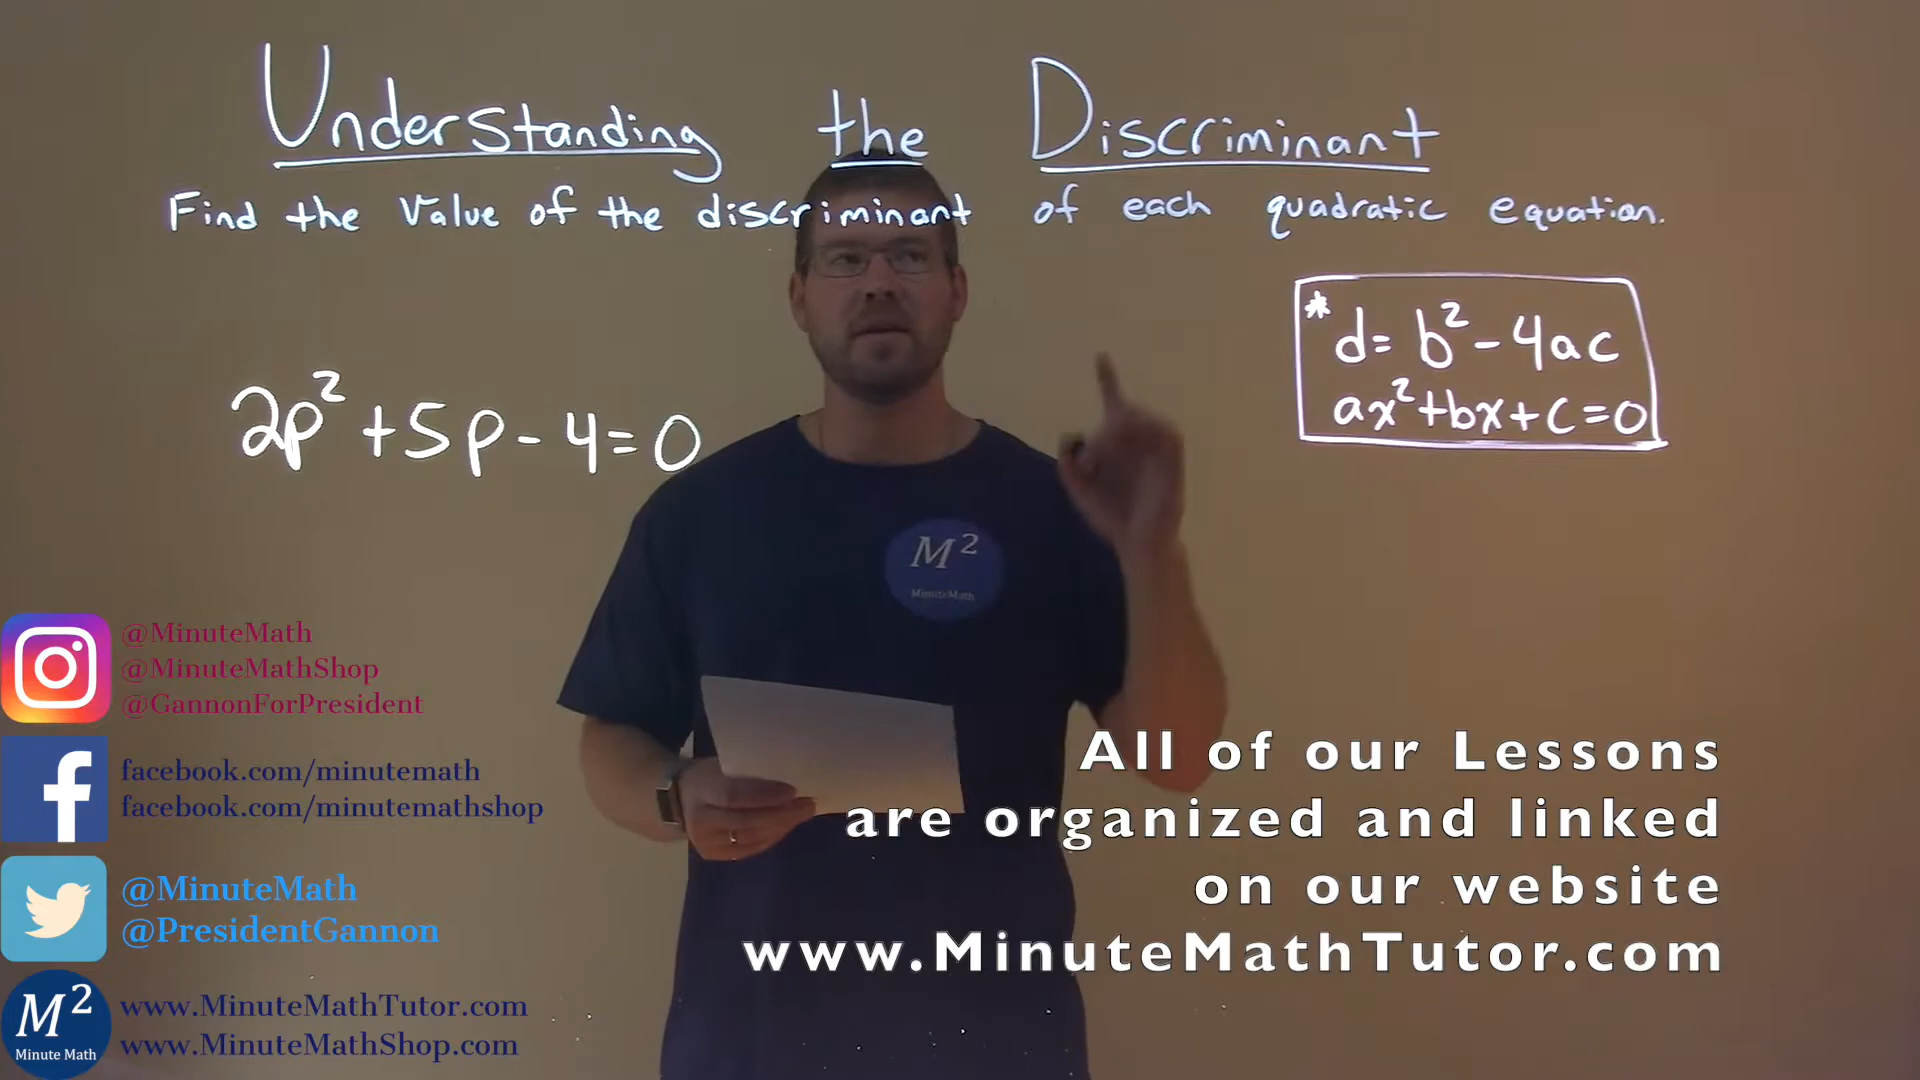 Understanding the Discriminant
Find the value of the discriminant of each quadratic equation.
* d = b² - 4ac
ax² + bx + c = 0
2p² + 5p - 4 = 0
M²
MinuteMath
@MinuteMath
@MinuteMathShop
@GannonForPresident
facebook.com/minutemath
facebook.com/minutemathshop
@MinuteMath
@PresidentGannon
M²
Minute Math
www.MinuteMathTutor.com
www.MinuteMathShop.com
All of our Lessons
are organized and linked
on our website
www.MinuteMathTutor.com